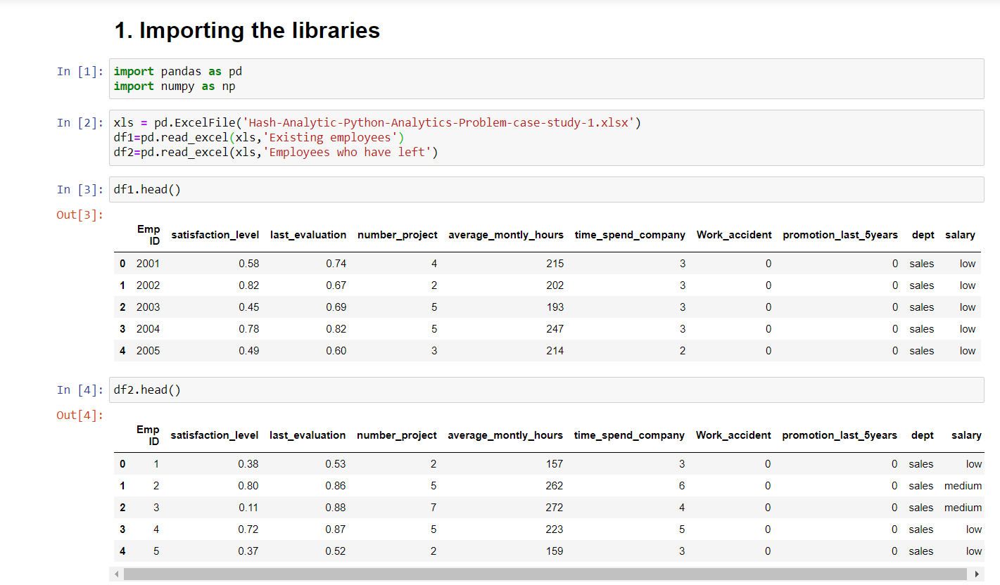 1. Importing the libraries
In [1]: import pandas as pd
import numpy as np
In [2]: xls = pd.ExcelFile('Hash-Analytic-Python-Analytics-Problem-case-study-1.xlsx')
df1=pd.read_excel(xls,'Existing employees')
df2=pd.read_excel(xls,'Employees who have left')
In [3]: df1.head()
Out[3]:
Emp ID satisfaction_level last_evaluation number_project average_montly_hours time_spend_company Work_accident promotion_last_5years dept salary
0 2001 0.58 0.74 4 215 3 0 0 sales low
1 2002 0.82 0.67 2 202 3 0 0 sales low
2 2003 0.45 0.69 5 193 3 0 0 sales low
3 2004 0.78 0.82 5 247 3 0 0 sales low
4 2005 0.49 0.60 3 214 2 0 0 sales low
In [4]: df2.head()
Out[4]:
Emp ID satisfaction_level last_evaluation number_project average_montly_hours time_spend_company Work_accident promotion_last_5years dept salary
0 1 0.38 0.53 2 157 3 0 0 sales low
1 2 0.80 0.86 5 262 6 0 0 sales medium
2 3 0.11 0.88 7 272 4 0 0 sales medium
3 4 0.72 0.87 5 223 5 0 0 sales low
4 5 0.37 0.52 2 159 3 0 0 sales low